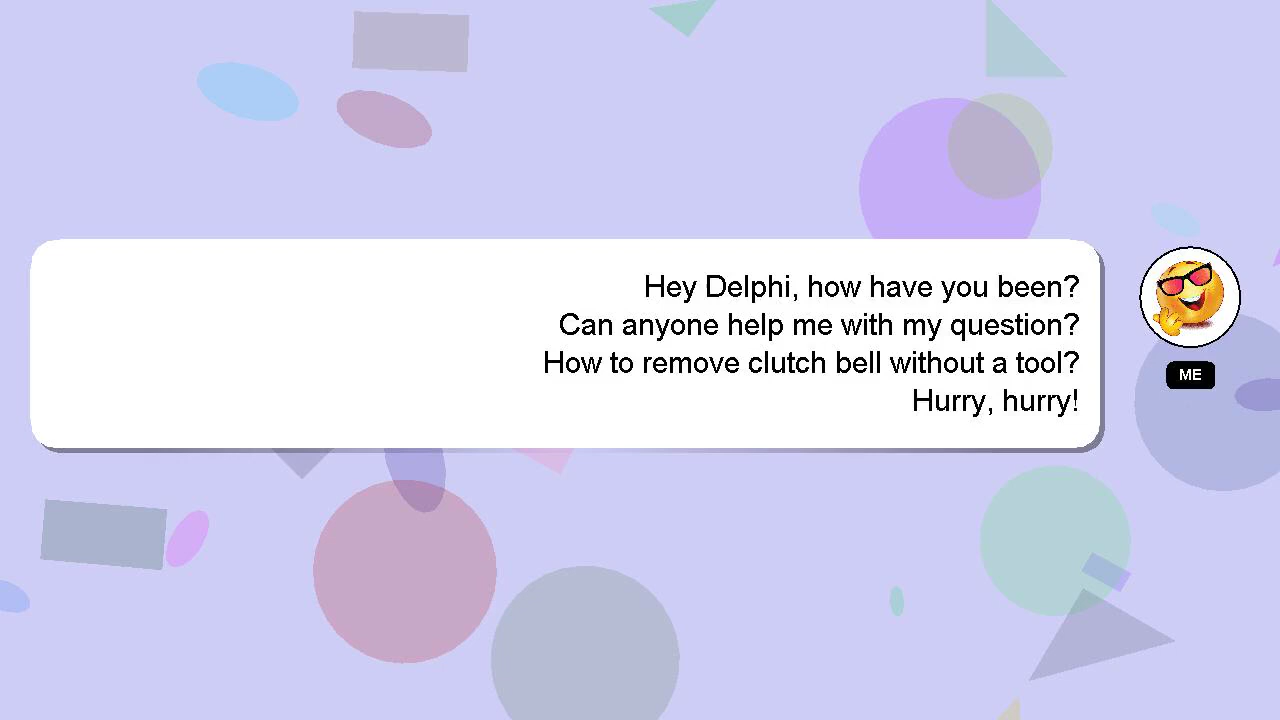 Hey Delphi, how have you been?
Can anyone help me with my question?
How to remove clutch bell without a tool?
Hurry, hurry!
ME